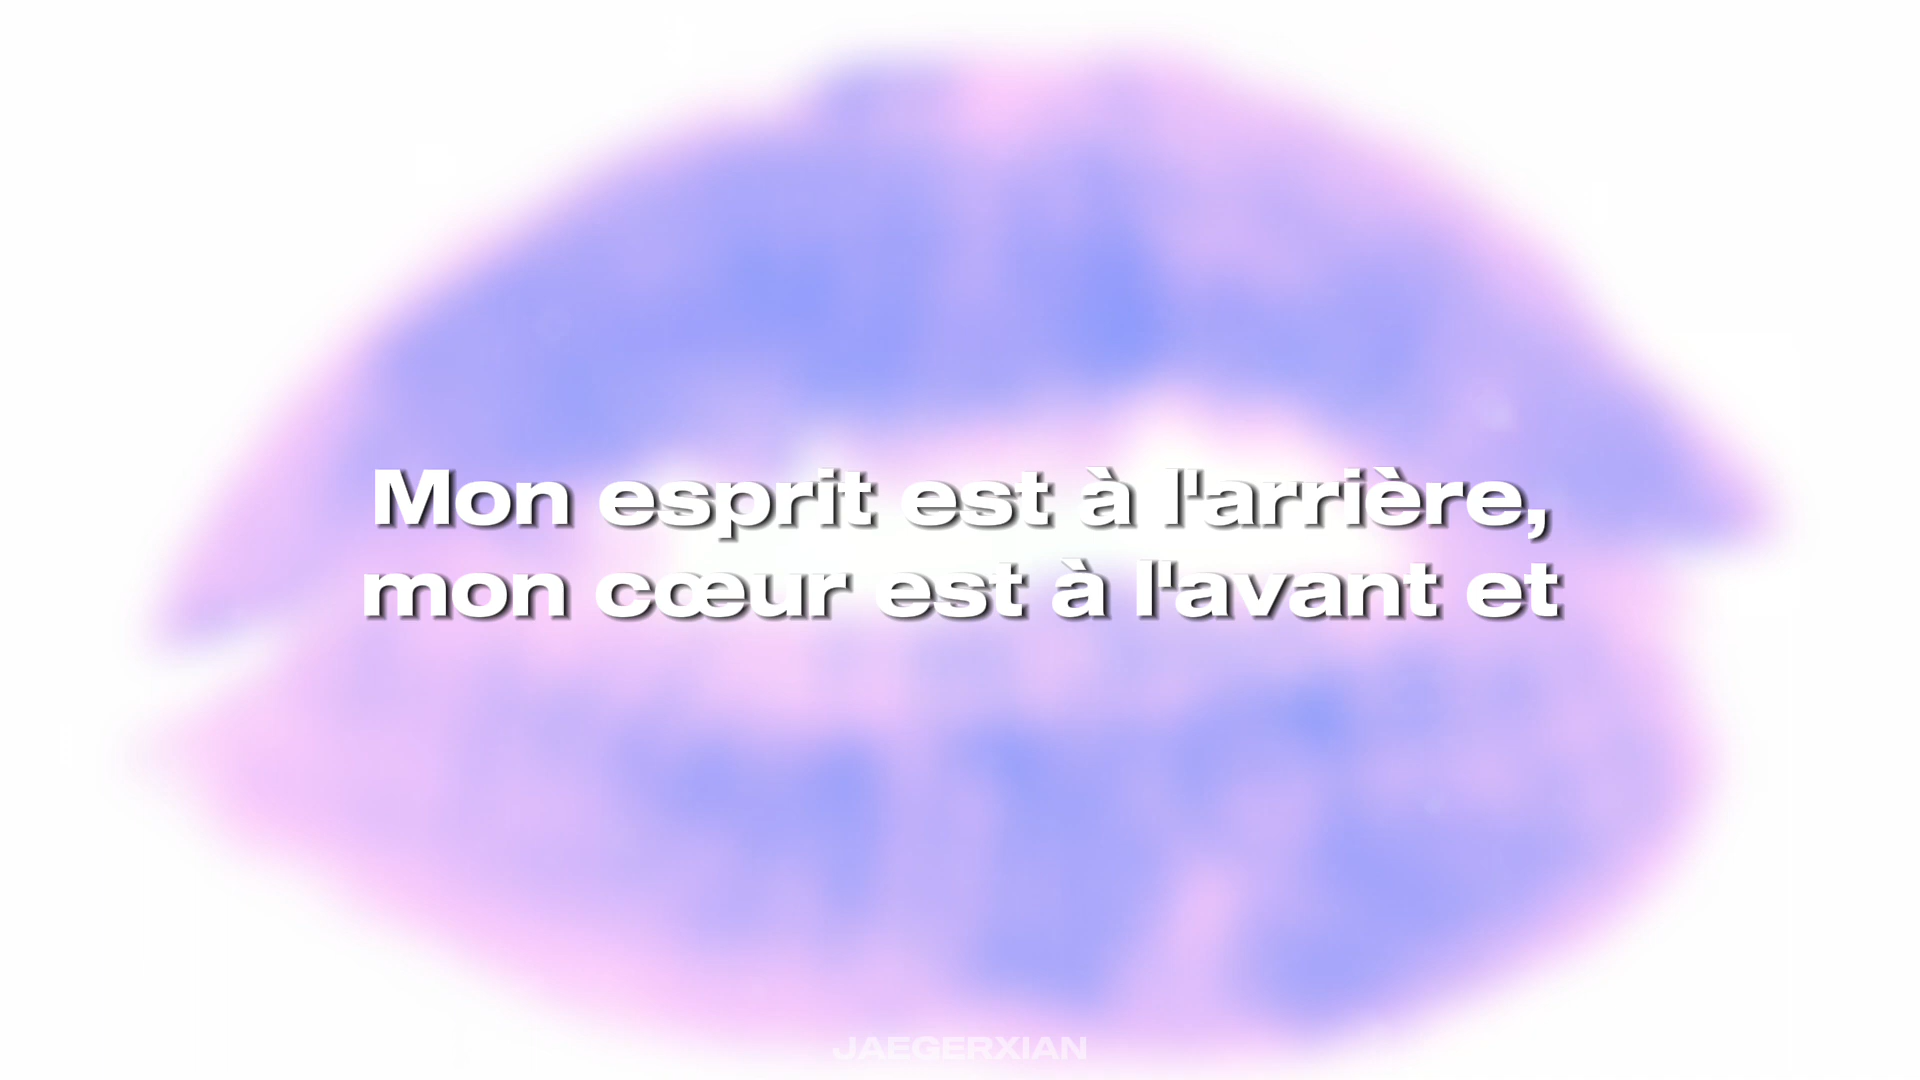 Mon esprit est à l'arrière,
mon cœur est à l'avant et
JAEGERXIAN